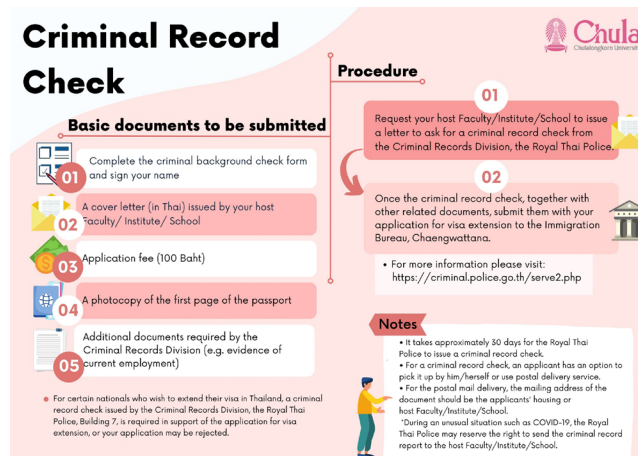 Criminal Record
Check
Chula
Chulalongkorn Universit
Basic documents to be submitted
01
Complete the criminal background check form
and sign your name
02
A cover letter (in Thai) issued by your host
Faculty/ Institute/ School
03
Application fee (100 Baht)
04
A photocopy of the first page of the passport
05
Additional documents required by the
Criminal Records Division (e.g. evidence of
current employment)
For certain nationals who wish to extend their visa in Thailand, a criminal
record check issued by the Criminal Records Division, the Royal Thai
Police, Building 7, is required in support of the application for visa
extension, or your application may be rejected.
Procedure
01
Request your host Faculty/Institute/School to issue
a letter to ask for a criminal record check from
the Criminal Records Division, the Royal Thai Police.
02
Once the criminal record check, together with
other related documents, submit them with your
application for visa extension to the Immigration
Bureau, Chaengwattana.
• For more information please visit:
https://criminal.police.go.th/serve2.php
Notes
• It takes approximately 30 days for the Royal Thai
Police to issue a criminal record check.
• For a criminal record check, an applicant has an option to
pick it up by him/herself or use postal delivery service.
• For the postal mail delivery, the mailing address of the
document should be the applicants' housing or
host Faculty/Institute/School.
*During an unusual situation such as COVID-19, the Royal
Thai Police may reserve the right to send the criminal record
report to the host Faculty/Institute/School.